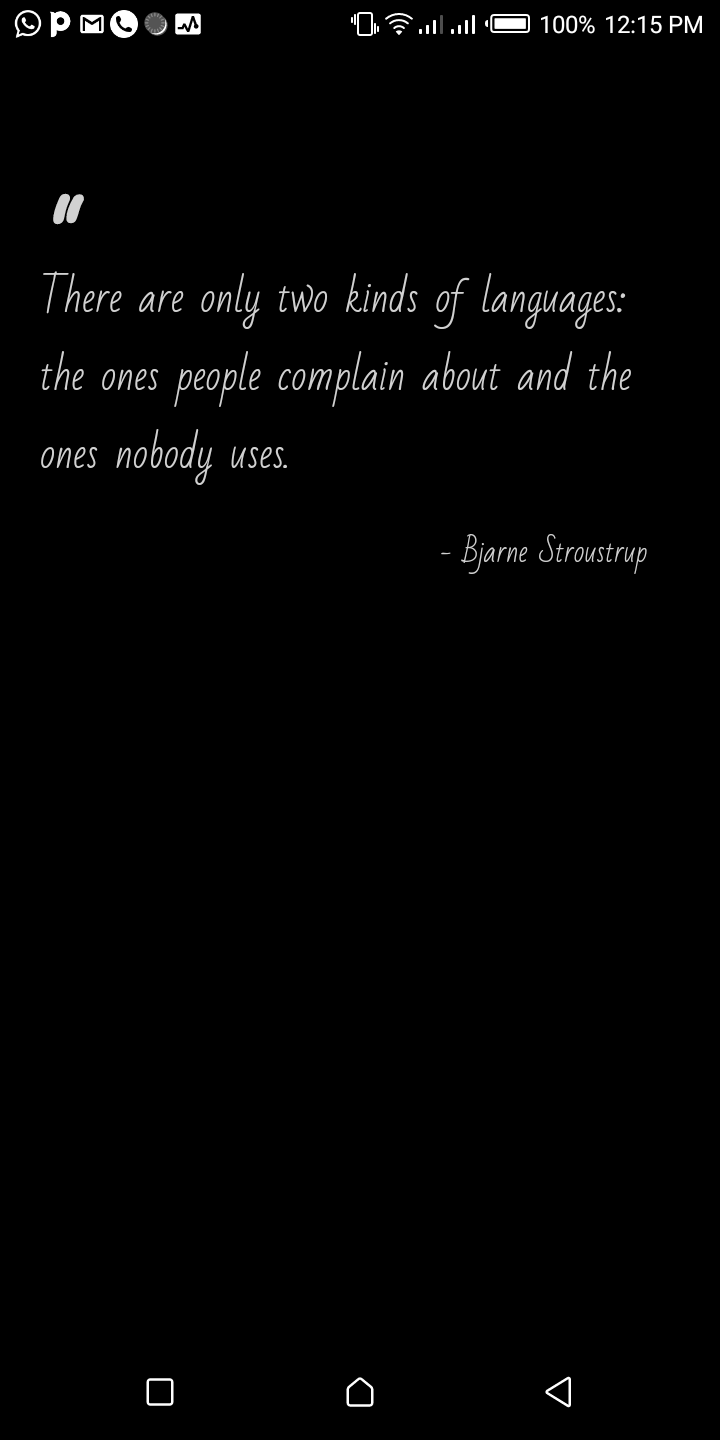 100% 12:15 PM
"
There are only two kinds of languages:
the ones people complain about and the
ones nobody uses.
- Bjarne Stroustrup